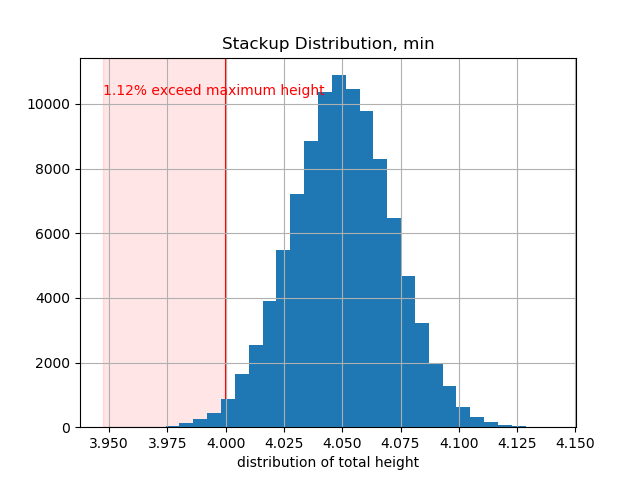 Stackup Distribution, min
1.12% exceed maximum height
10000
8000
6000
4000
2000
0
3.950 3.975 4.000 4.025 4.050 4.075 4.100 4.125 4.150
distribution of total height